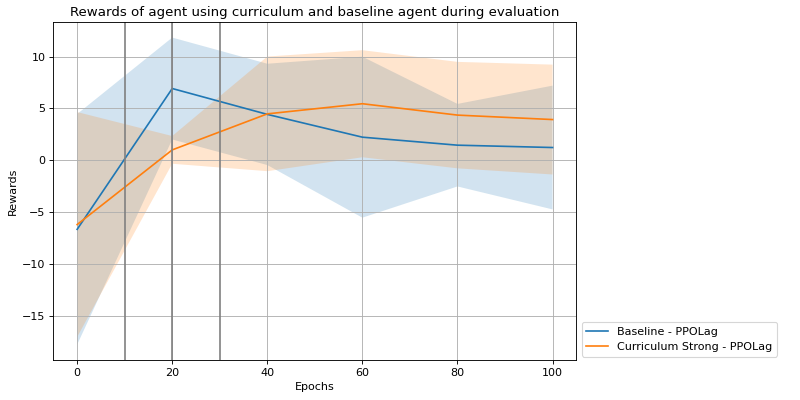 Rewards of agent using curriculum and baseline agent during evaluation
10
5
0
−5
−10
−15
Rewards
0 20 40 60 80 100
Epochs
Baseline - PPOLag
Curriculum Strong - PPOLag